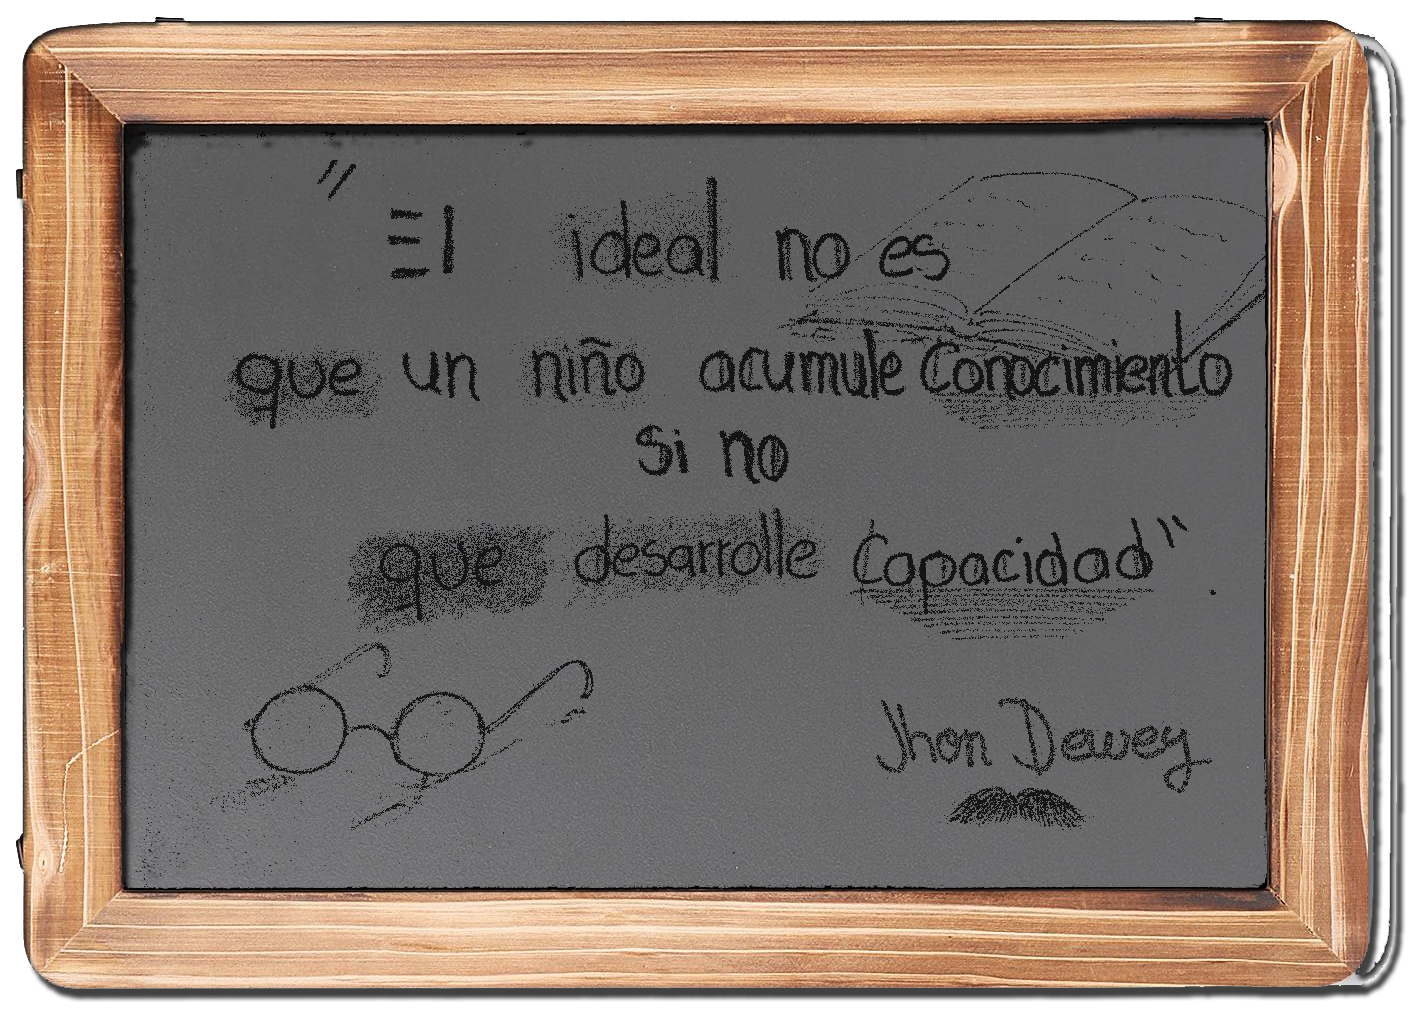 "El ideal no es
que un niño acumule Conocimiento
si no
que desarrolle Capacidad".
Jhon Dewey